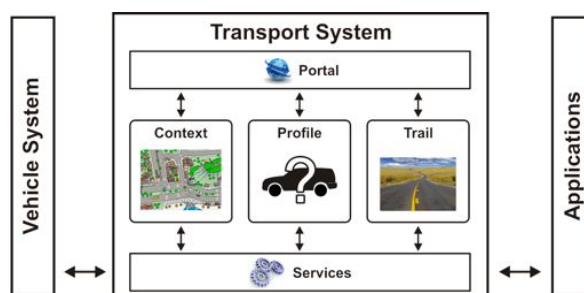 Vehicle System
Transport System
Portal
Context
Profile
Trail
Services
Applications